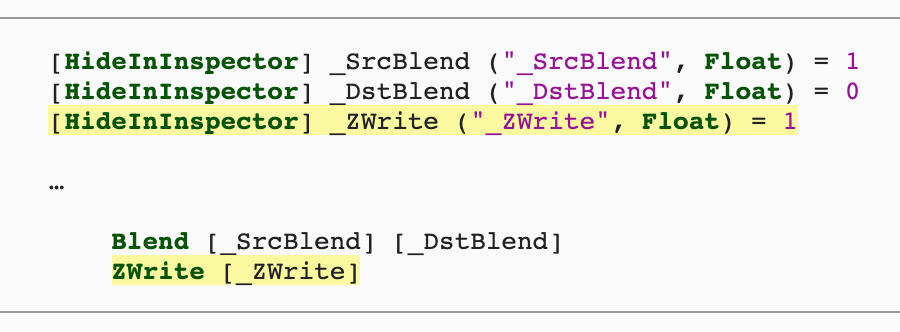 [HideInInspector] _SrcBlend ("_SrcBlend", Float) = 1
[HideInInspector] _DstBlend ("_DstBlend", Float) = 0
[HideInInspector] _ZWrite ("_ZWrite", Float) = 1
…
Blend [_SrcBlend] [_DstBlend]
ZWrite [_ZWrite]